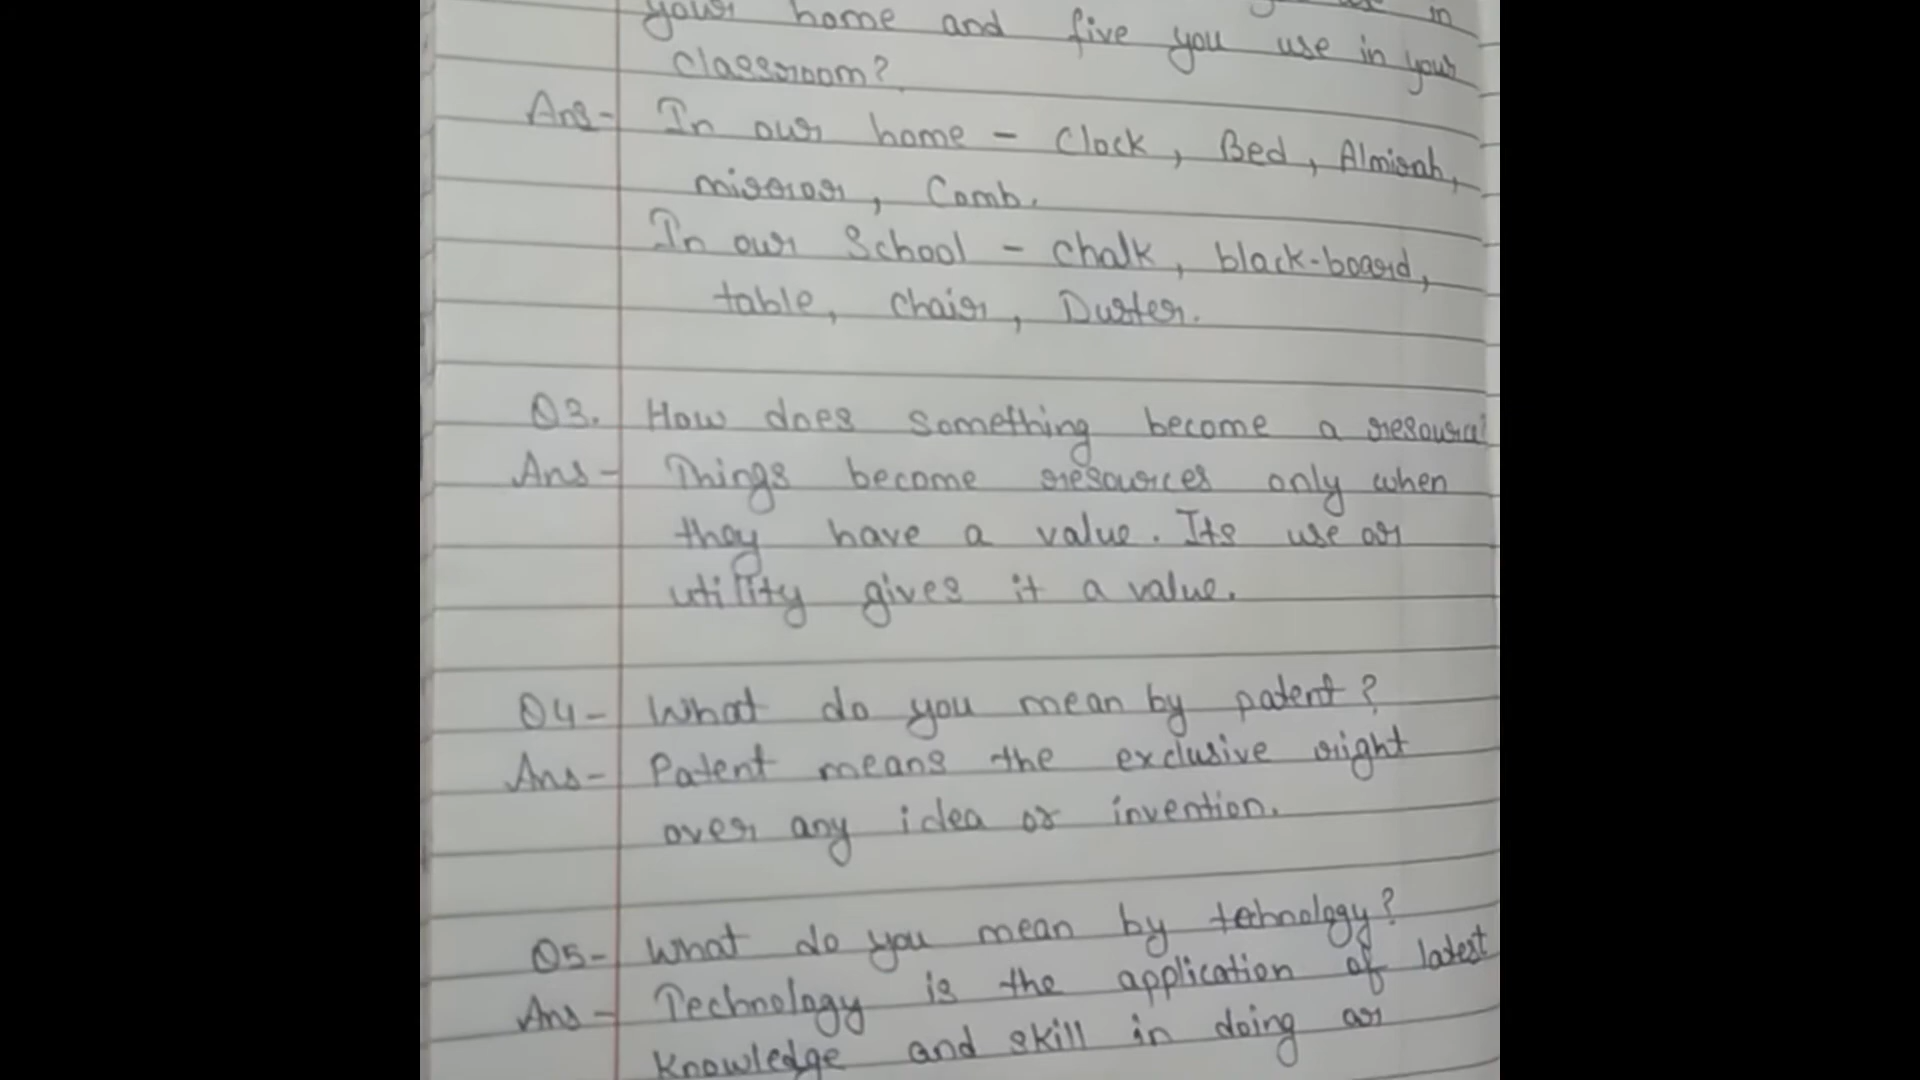 your home and five you use in your
classroom?
Ans- In our home - Clock, Bed, Almirah,
mirror, Comb.
In our School - chalk, black-board,
table, chair, Duster.
Q3. How does something become a resource
Ans- Things become resources only when
they have a value. Its use or
utility gives it a value.
Q4- What do you mean by patent?
Ans- Patent means the exclusive right
over any idea or invention.
Q5- What do you mean by technology?
Ans- Technology is the application of latest
knowledge and skill in doing or